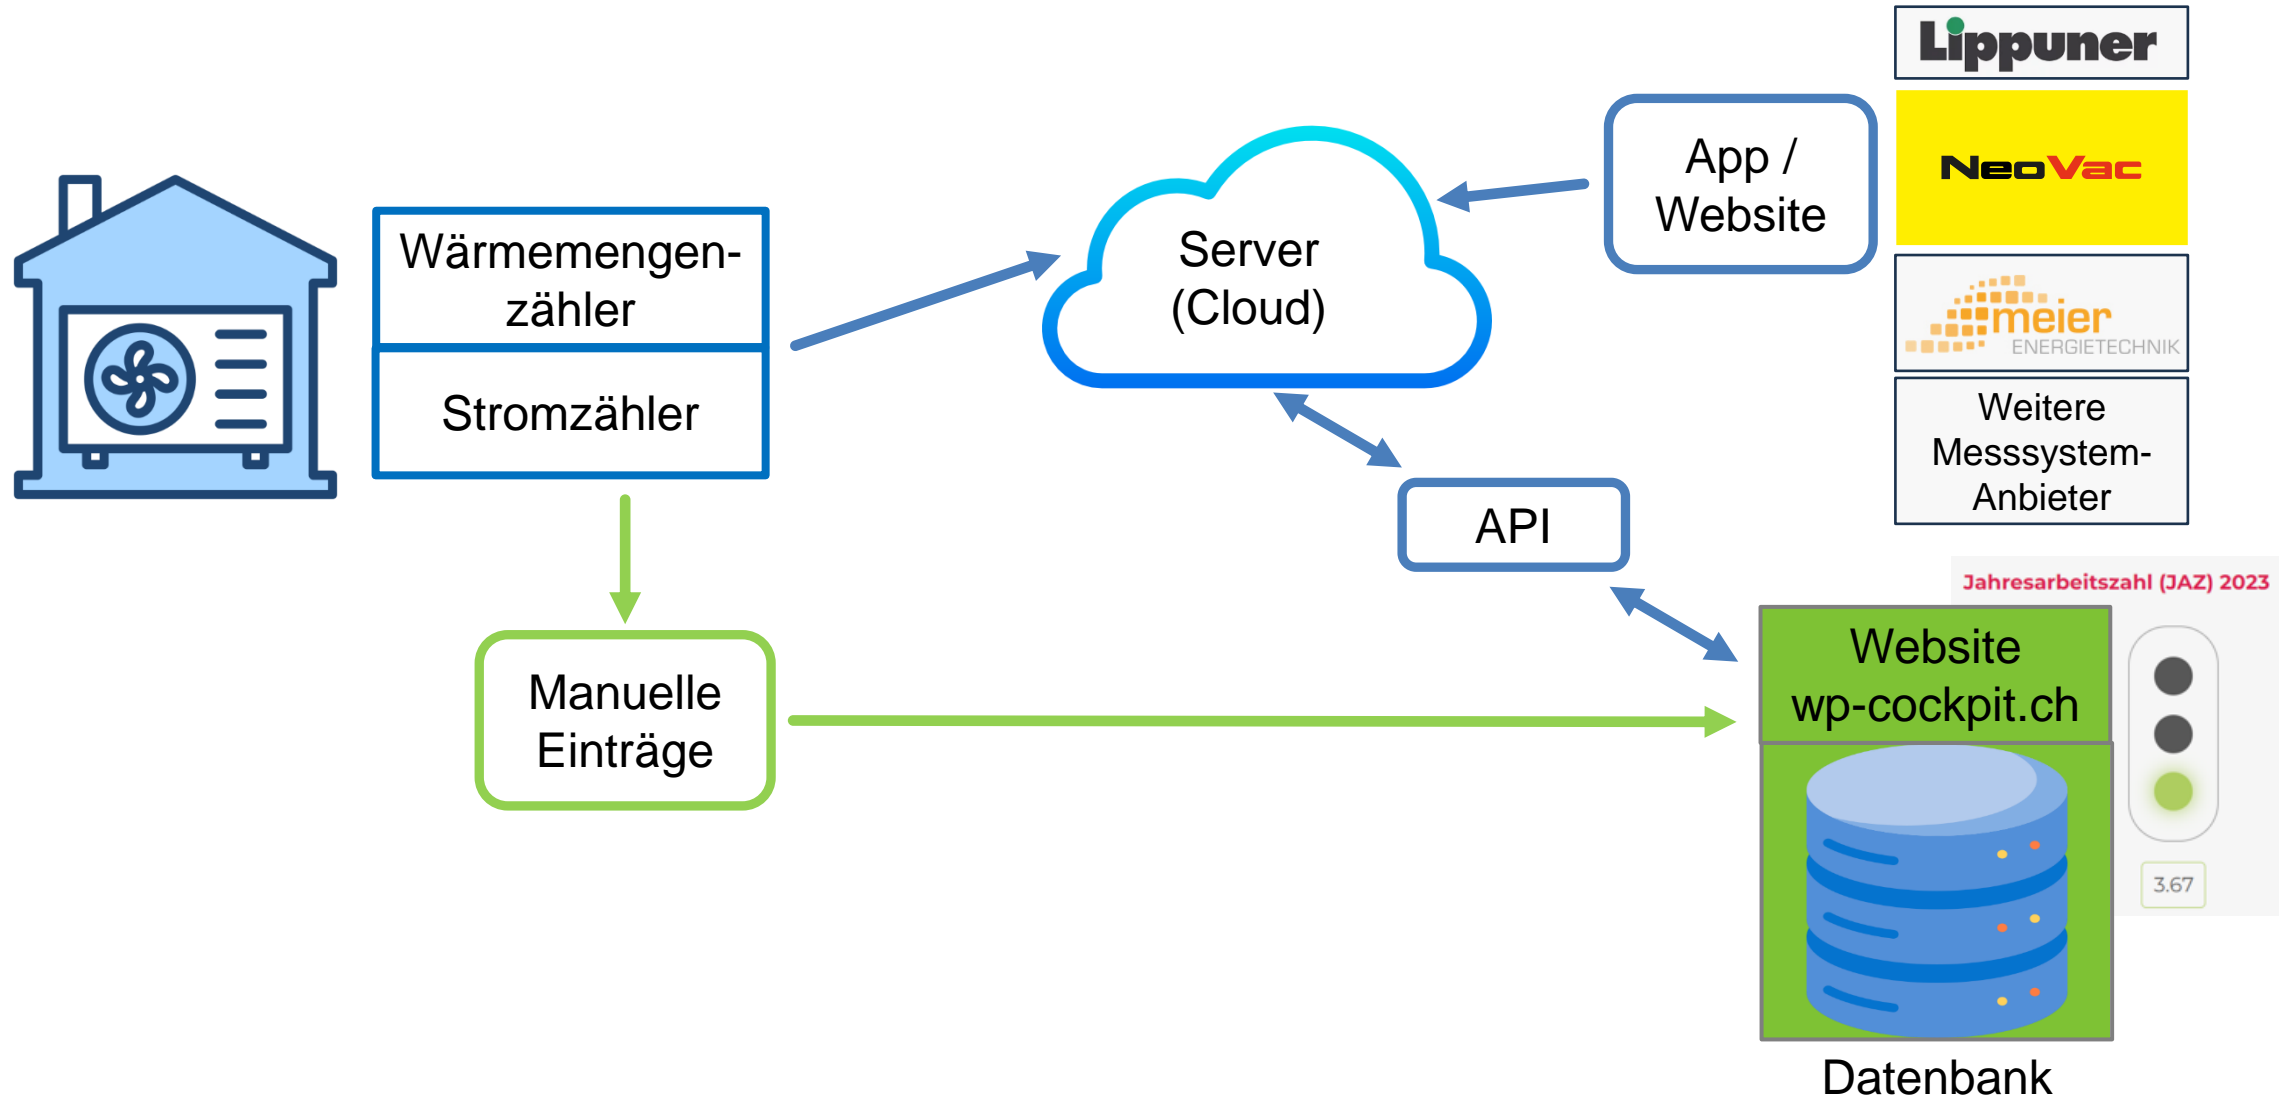 Wärmemengen-
zähler
Stromzähler
Manuelle
Einträge
Server
(Cloud)
App /
Website
API
Lippuner
NeoVac
meier
ENERGIETECHNIK
Weitere
Messsystem-
Anbieter
Jahresarbeitszahl (JAZ) 2023
Website
wp-cockpit.ch
3.67
Datenbank